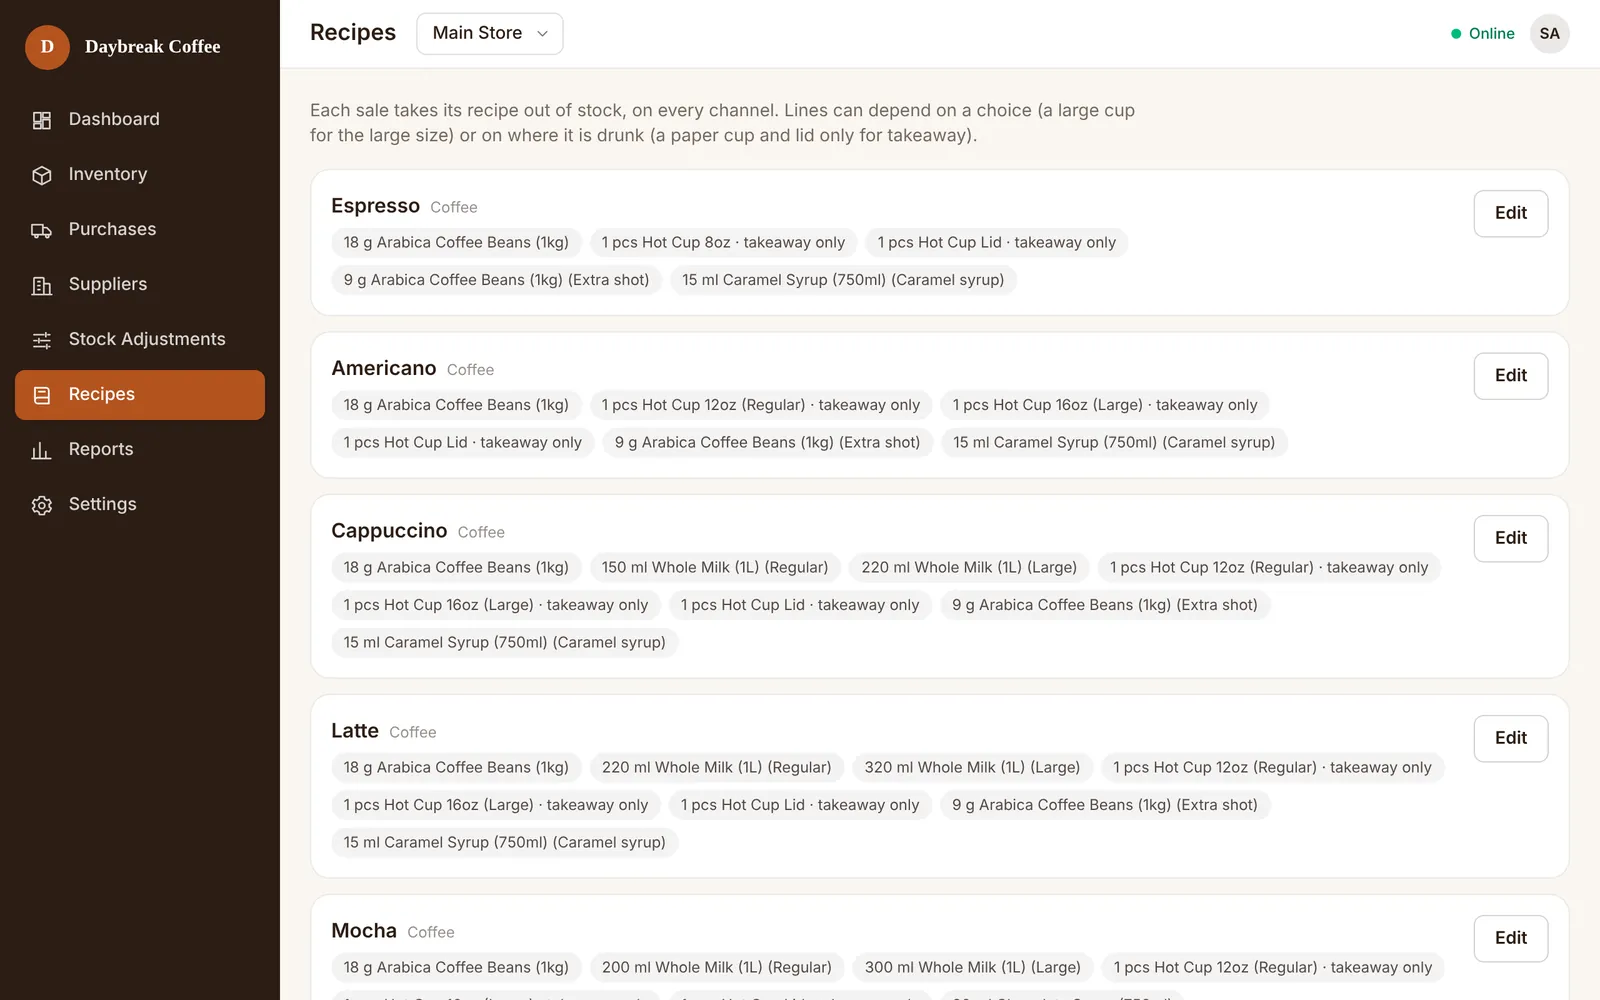 D Daybreak Coffee
Dashboard
Inventory
Purchases
Suppliers
Stock Adjustments
Recipes
Reports
Settings
Recipes Main Store Online SA
Each sale takes its recipe out of stock, on every channel. Lines can depend on a choice (a large cup
for the large size) or on where it is drunk (a paper cup and lid only for takeaway).
Espresso Coffee Edit
18 g Arabica Coffee Beans (1kg) 1 pcs Hot Cup 8oz · takeaway only 1 pcs Hot Cup Lid · takeaway only
9 g Arabica Coffee Beans (1kg) (Extra shot) 15 ml Caramel Syrup (750ml) (Caramel syrup)
Americano Coffee Edit
18 g Arabica Coffee Beans (1kg) 1 pcs Hot Cup 12oz (Regular) · takeaway only 1 pcs Hot Cup 16oz (Large) · takeaway only
1 pcs Hot Cup Lid · takeaway only 9 g Arabica Coffee Beans (1kg) (Extra shot) 15 ml Caramel Syrup (750ml) (Caramel syrup)
Cappuccino Coffee Edit
18 g Arabica Coffee Beans (1kg) 150 ml Whole Milk (1L) (Regular) 220 ml Whole Milk (1L) (Large) 1 pcs Hot Cup 12oz (Regular) · takeaway only
1 pcs Hot Cup 16oz (Large) · takeaway only 1 pcs Hot Cup Lid · takeaway only 9 g Arabica Coffee Beans (1kg) (Extra shot)
15 ml Caramel Syrup (750ml) (Caramel syrup)
Latte Coffee Edit
18 g Arabica Coffee Beans (1kg) 220 ml Whole Milk (1L) (Regular) 320 ml Whole Milk (1L) (Large) 1 pcs Hot Cup 12oz (Regular) · takeaway only
1 pcs Hot Cup 16oz (Large) · takeaway only 1 pcs Hot Cup Lid · takeaway only 9 g Arabica Coffee Beans (1kg) (Extra shot)
15 ml Caramel Syrup (750ml) (Caramel syrup)
Mocha Coffee Edit
18 g Arabica Coffee Beans (1kg) 200 ml Whole Milk (1L) (Regular) 300 ml Whole Milk (1L) (Large) 1 pcs Hot Cup 12oz (Regular) · takeaway only